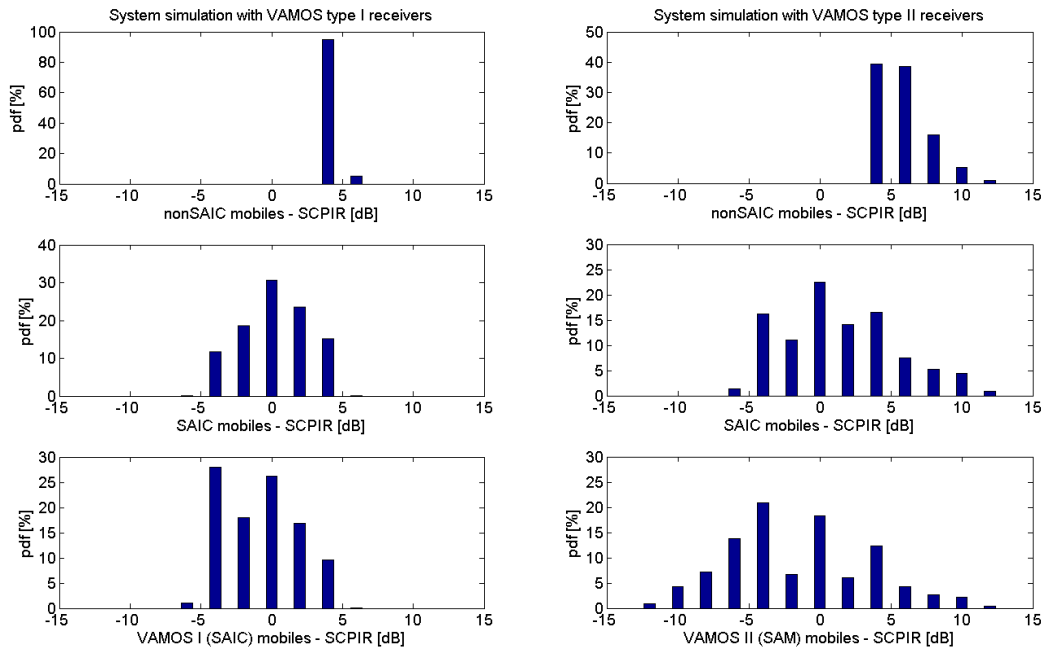 System simulation with VAMOS type I receivers
100
80
60
40
20
0
pdf [%]
-15 -10 -5 0 5 10 15
nonSAIC mobiles - SCPIR [dB]
System simulation with VAMOS type II receivers
50
40
30
20
10
0
pdf [%]
-15 -10 -5 0 5 10 15
nonSAIC mobiles - SCPIR [dB]
40
30
20
10
0
pdf [%]
-15 -10 -5 0 5 10 15
SAIC mobiles - SCPIR [dB]
30
25
20
15
10
5
0
pdf [%]
-15 -10 -5 0 5 10 15
SAIC mobiles - SCPIR [dB]
30
25
20
15
10
5
0
pdf [%]
-15 -10 -5 0 5 10 15
VAMOS I (SAIC) mobiles - SCPIR [dB]
30
25
20
15
10
5
0
pdf [%]
-15 -10 -5 0 5 10 15
VAMOS II (SAM) mobiles - SCPIR [dB]